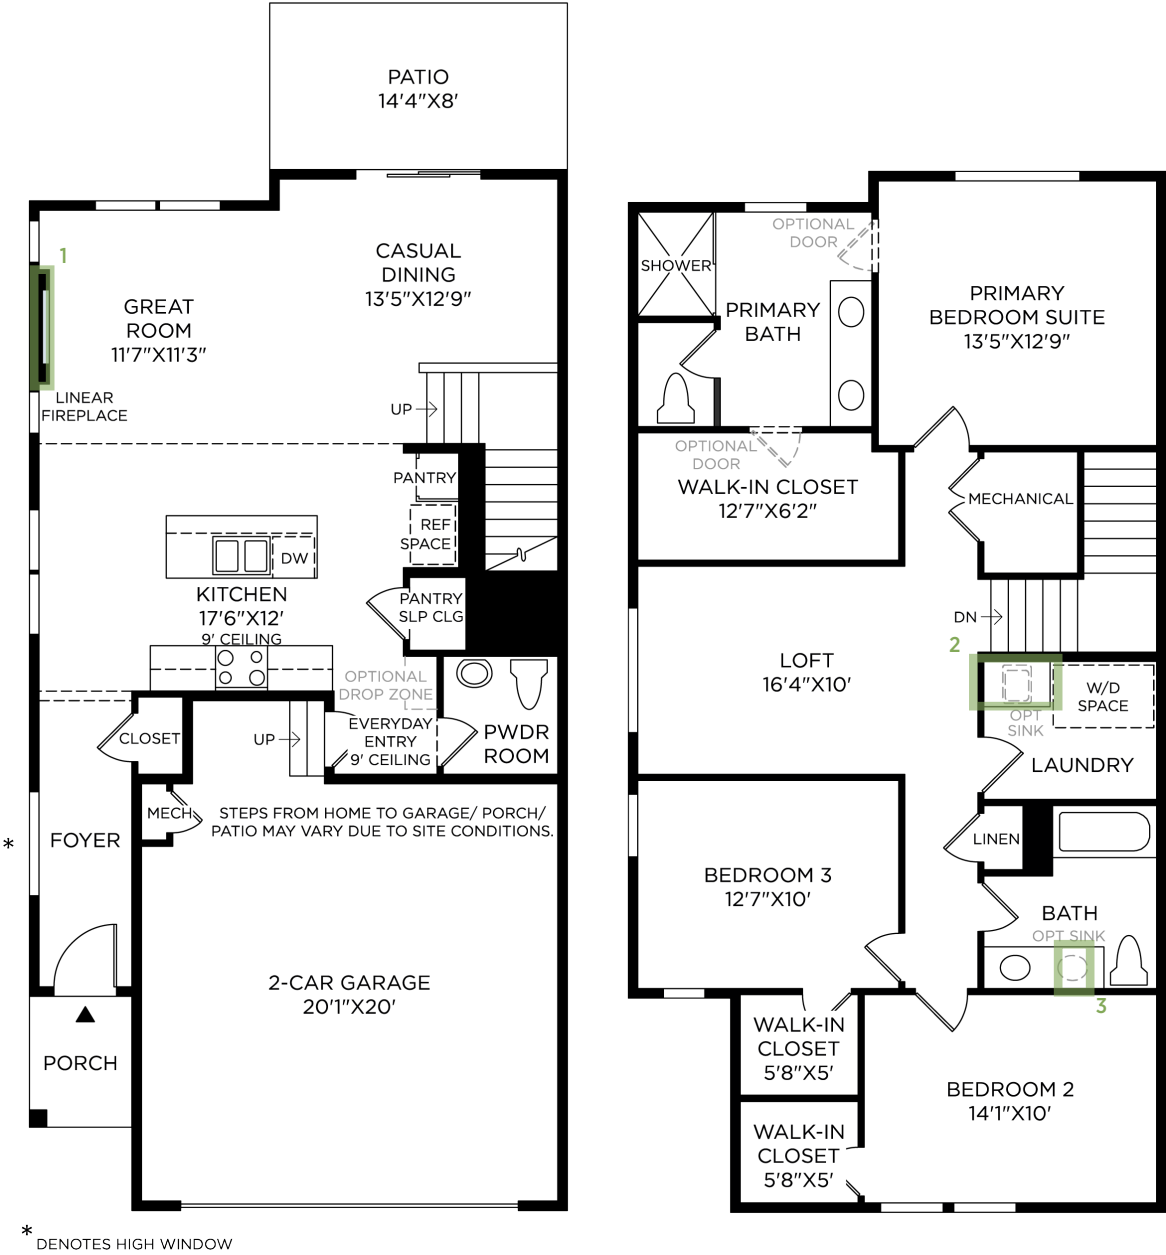 PATIO
14'4"X8'
1
GREAT
ROOM
11'7"X11'3"
CASUAL
DINING
13'5"X12'9"
LINEAR
FIREPLACE
UP
PANTRY
REF
SPACE
DW
KITCHEN
17'6"X12'
9' CEILING
PANTRY
SLP CLG
OPTIONAL
DROP ZONE
EVERYDAY
ENTRY
9' CEILING
PWDR
ROOM
CLOSET
UP
MECH
STEPS FROM HOME TO GARAGE/ PORCH/
PATIO MAY VARY DUE TO SITE CONDITIONS.
*
FOYER
2-CAR GARAGE
20'1"X20'
PORCH
* DENOTES HIGH WINDOW
SHOWER
OPTIONAL
DOOR
PRIMARY
BATH
PRIMARY
BEDROOM SUITE
13'5"X12'9"
OPTIONAL
DOOR
WALK-IN CLOSET
12'7"X6'2"
MECHANICAL
DN
2
LOFT
16'4"X10'
OPT
SINK
W/D
SPACE
LAUNDRY
LINEN
BEDROOM 3
12'7"X10'
BATH
OPT SINK
3
WALK-IN
CLOSET
5'8"X5'
BEDROOM 2
14'1"X10'
WALK-IN
CLOSET
5'8"X5'